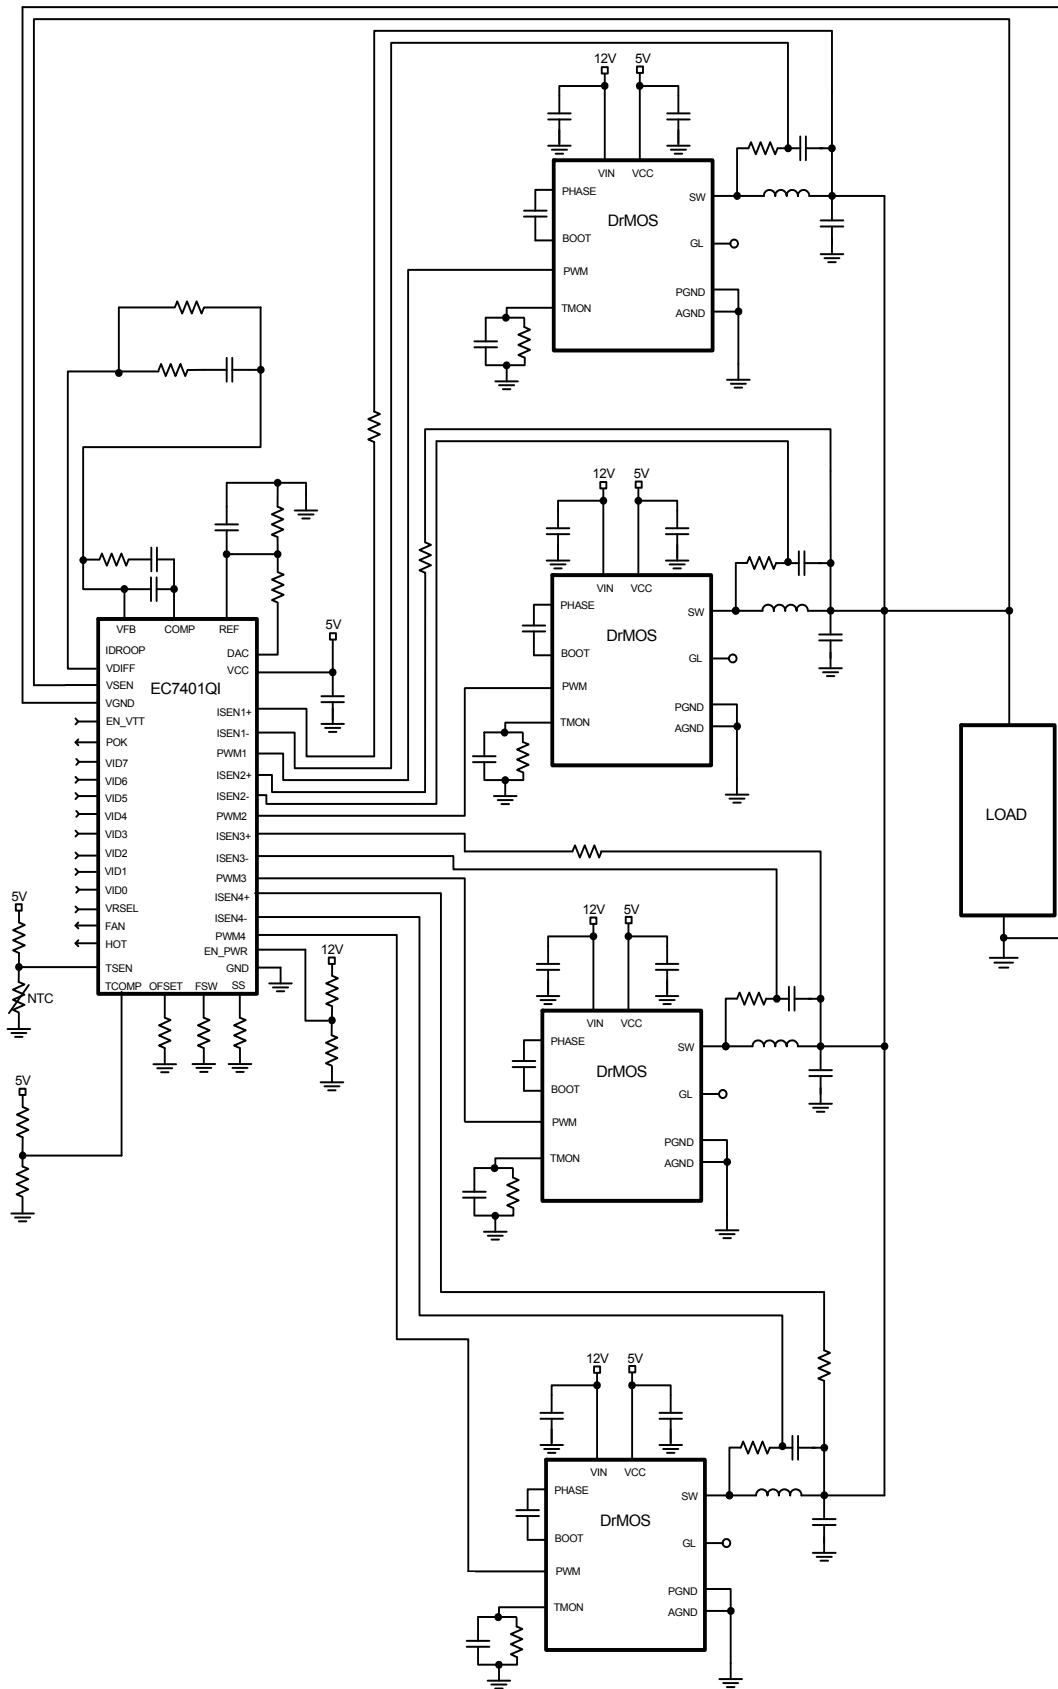 12V
5V
VIN
VCC
PHASE
SW
DrMOS
BOOT
GL
PWM
PGND
TMON
AGND
12V
5V
VIN
VCC
PHASE
SW
DrMOS
BOOT
GL
PWM
PGND
TMON
AGND
VFB
COMP
REF
5V
IDROOP
DAC
VDIFF
VCC
VSEN
EC7401QI
VGND
ISEN1+
EN_VTT
ISEN1-
POK
PWM1
VID7
ISEN2+
VID6
ISEN2-
VID5
PWM2
VID4
ISEN3+
VID3
ISEN3-
VID2
PWM3
VID1
ISEN4+
VID0
ISEN4-
VRSEL
PWM4
FAN
EN_PWR
HOT
GND
TSEN
TCOMP
OFSET
FSW
SS
5V
NTC
12V
5V
LOAD
12V
5V
VIN
VCC
PHASE
SW
DrMOS
BOOT
GL
PWM
PGND
TMON
AGND
12V
5V
VIN
VCC
PHASE
SW
DrMOS
BOOT
GL
PWM
PGND
TMON
AGND